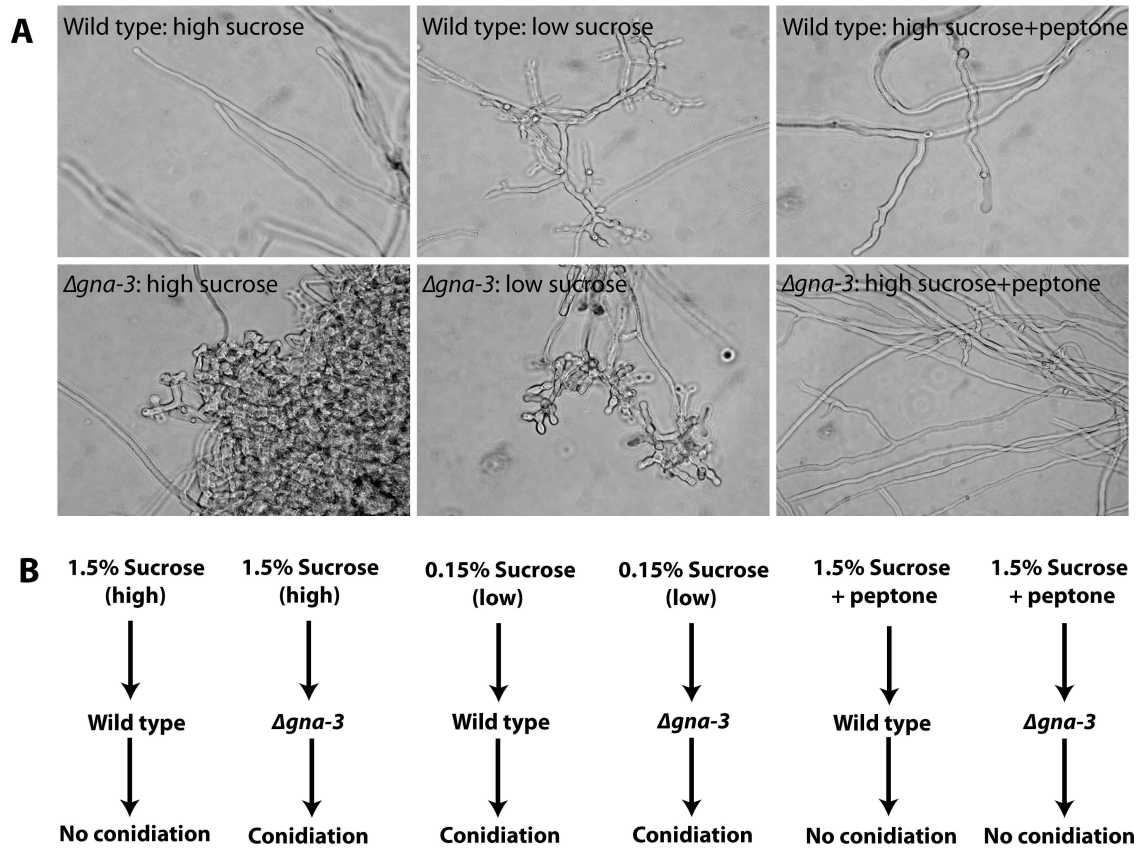 A
Wild type: high sucrose
Wild type: low sucrose
Wild type: high sucrose+peptone
Δgna-3: high sucrose
Δgna-3: low sucrose
Δgna-3: high sucrose+peptone
B
1.5% Sucrose
(high)
1.5% Sucrose
(high)
0.15% Sucrose
(low)
0.15% Sucrose
(low)
1.5% Sucrose
+ peptone
1.5% Sucrose
+ peptone
Wild type
Δgna-3
Wild type
Δgna-3
Wild type
Δgna-3
No conidiation
Conidiation
Conidiation
Conidiation
No conidiation
No conidiation